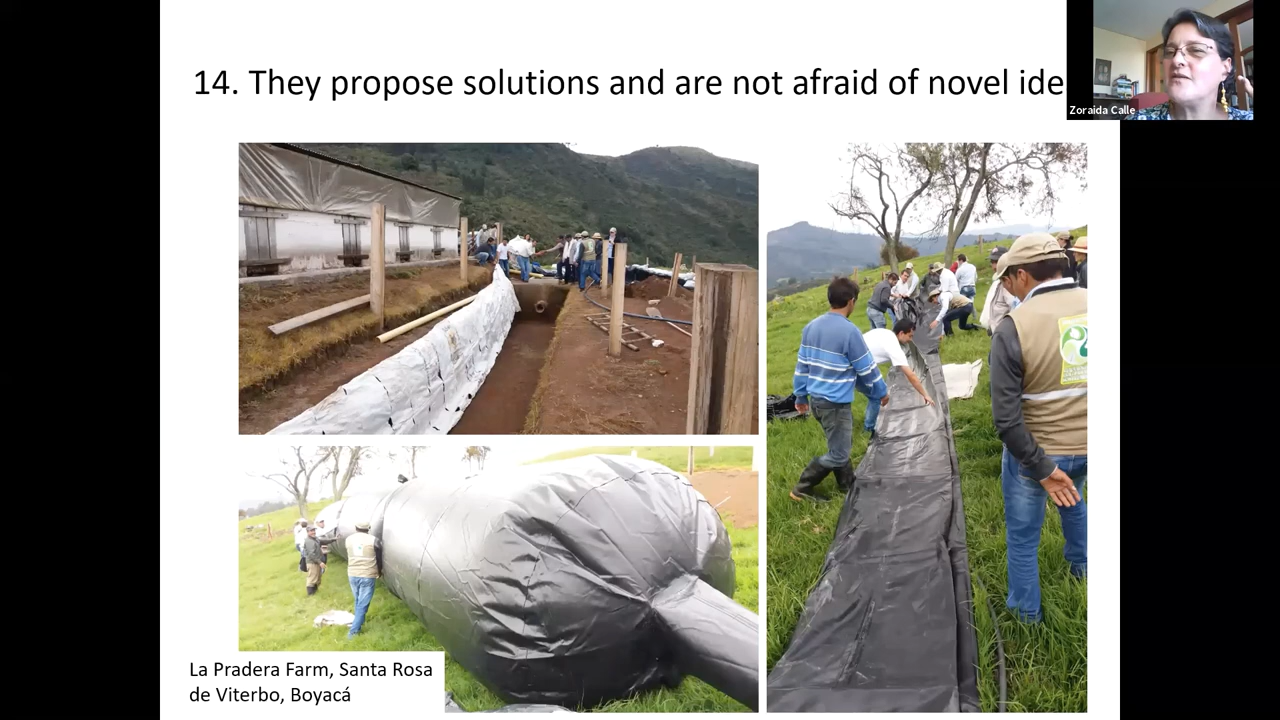 14. They propose solutions and are not afraid of novel ide
Zoraida Calle
La Pradera Farm, Santa Rosa
de Viterbo, Boyacá